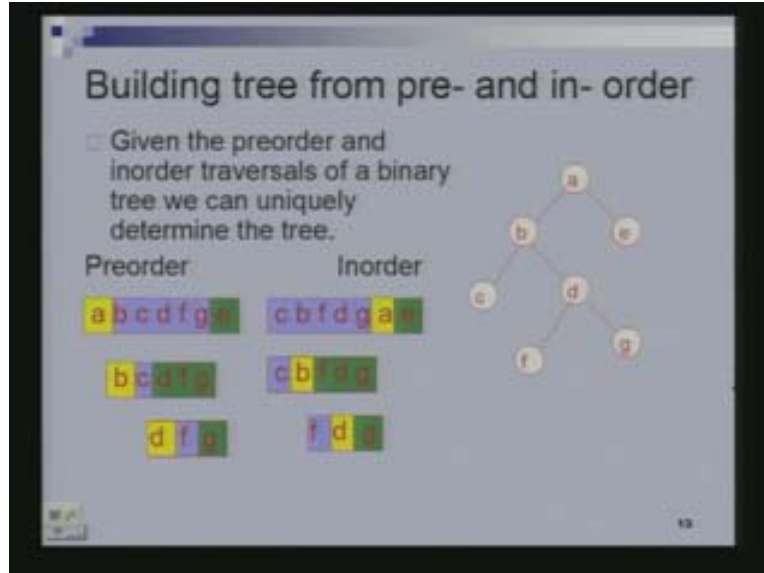 Building tree from pre- and in- order
Given the preorder and
inorder traversals of a binary
tree we can uniquely
determine the tree.
Preorder Inorder
a b c d f g e c b f d g a e
b c d f g c b f d g
d f g f d g
a
b e
c d
f g
13